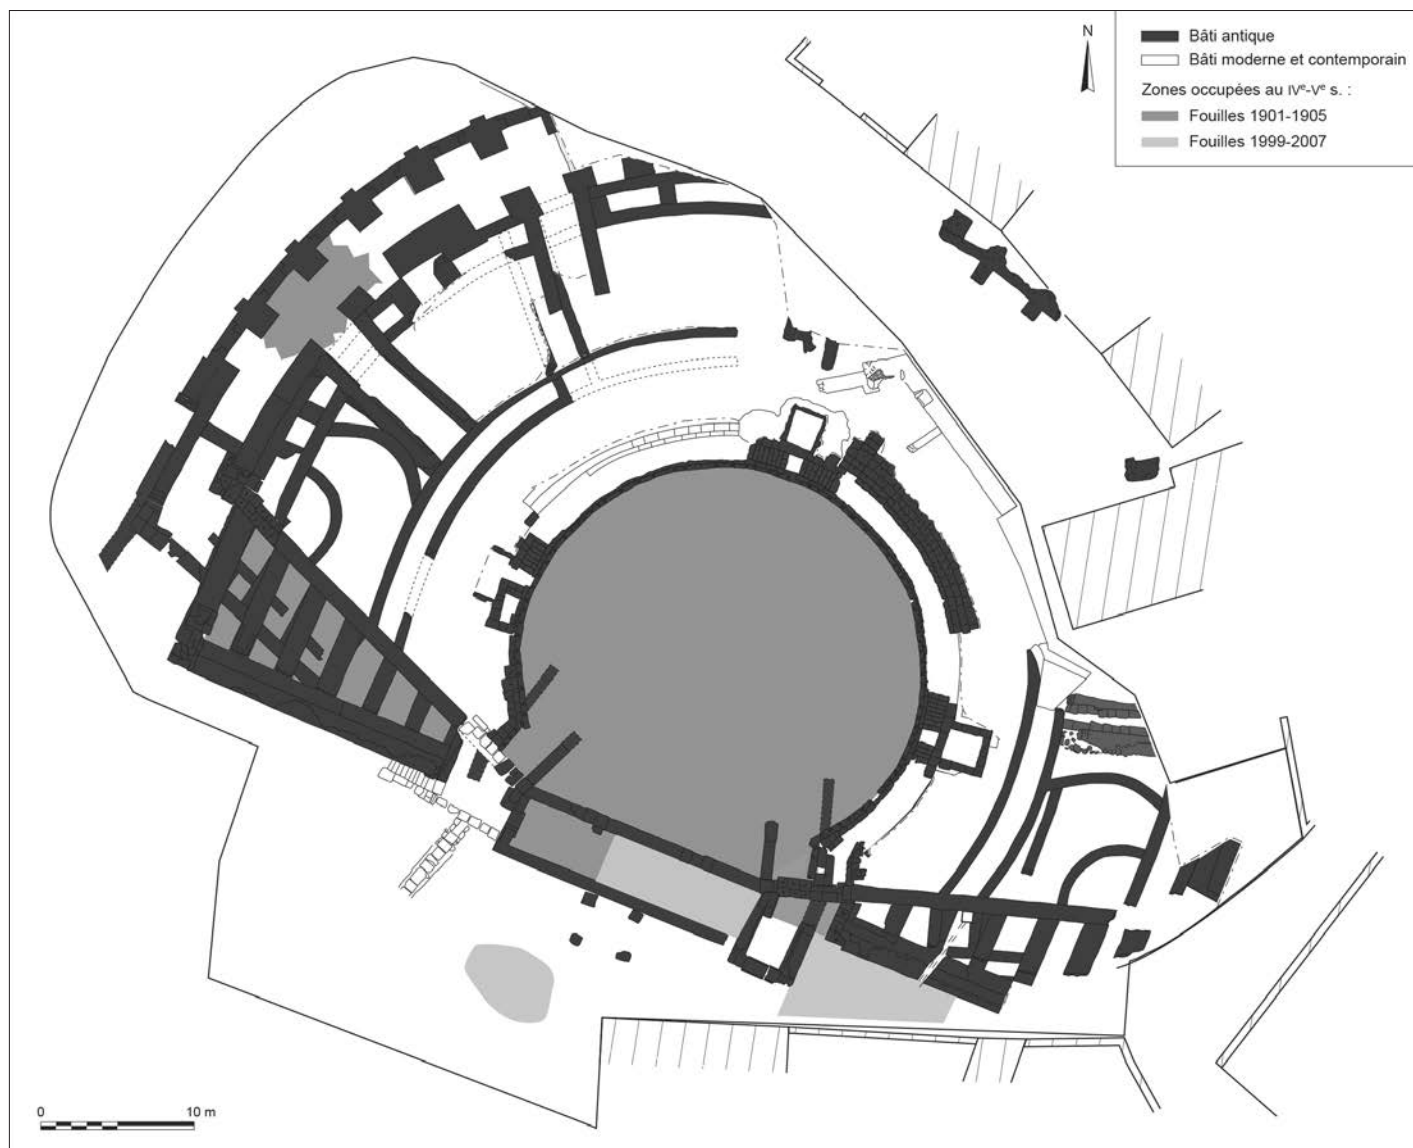 N
Bâti antique
Bâti moderne et contemporain
Zones occupées au IVe-Ve s. :
Fouilles 1901-1905
Fouilles 1999-2007
0 10 m